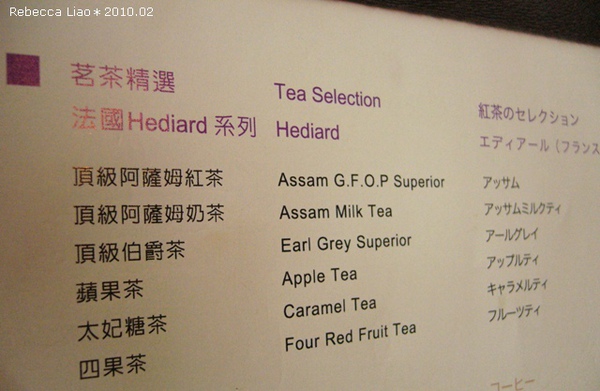 Rebecca Liao＊2010.02
茗茶精選 Tea Selection 紅茶のセレクション
法國Hediard 系列 Hediard エディアール（フランス
頂級阿薩姆紅茶 Assam G.F.O.P Superior アッサム
頂級阿薩姆奶茶 Assam Milk Tea アッサムミルクティ
頂級伯爵茶 Earl Grey Superior アールグレイ
蘋果茶 Apple Tea アップルティ
太妃糖茶 Caramel Tea キャラメルティ
四果茶 Four Red Fruit Tea フルーツティ
コーヒー